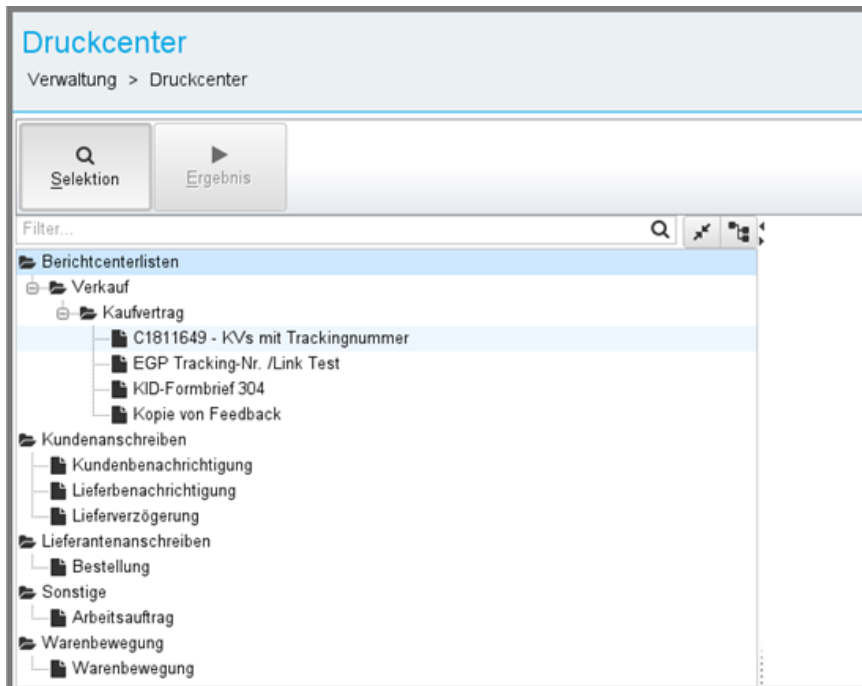 Druckcenter
Verwaltung > Druckcenter
Selektion
Ergebnis
Filter...
Berichtcenterlisten
Verkauf
Kaufvertrag
C1811649 - KVs mit Trackingnummer
EGP Tracking-Nr. /Link Test
KID-Formbrief 304
Kopie von Feedback
Kundenanschreiben
Kundenbenachrichtigung
Lieferbenachrichtigung
Lieferverzögerung
Lieferantenanschreiben
Bestellung
Sonstige
Arbeitsauftrag
Warenbewegung
Warenbewegung